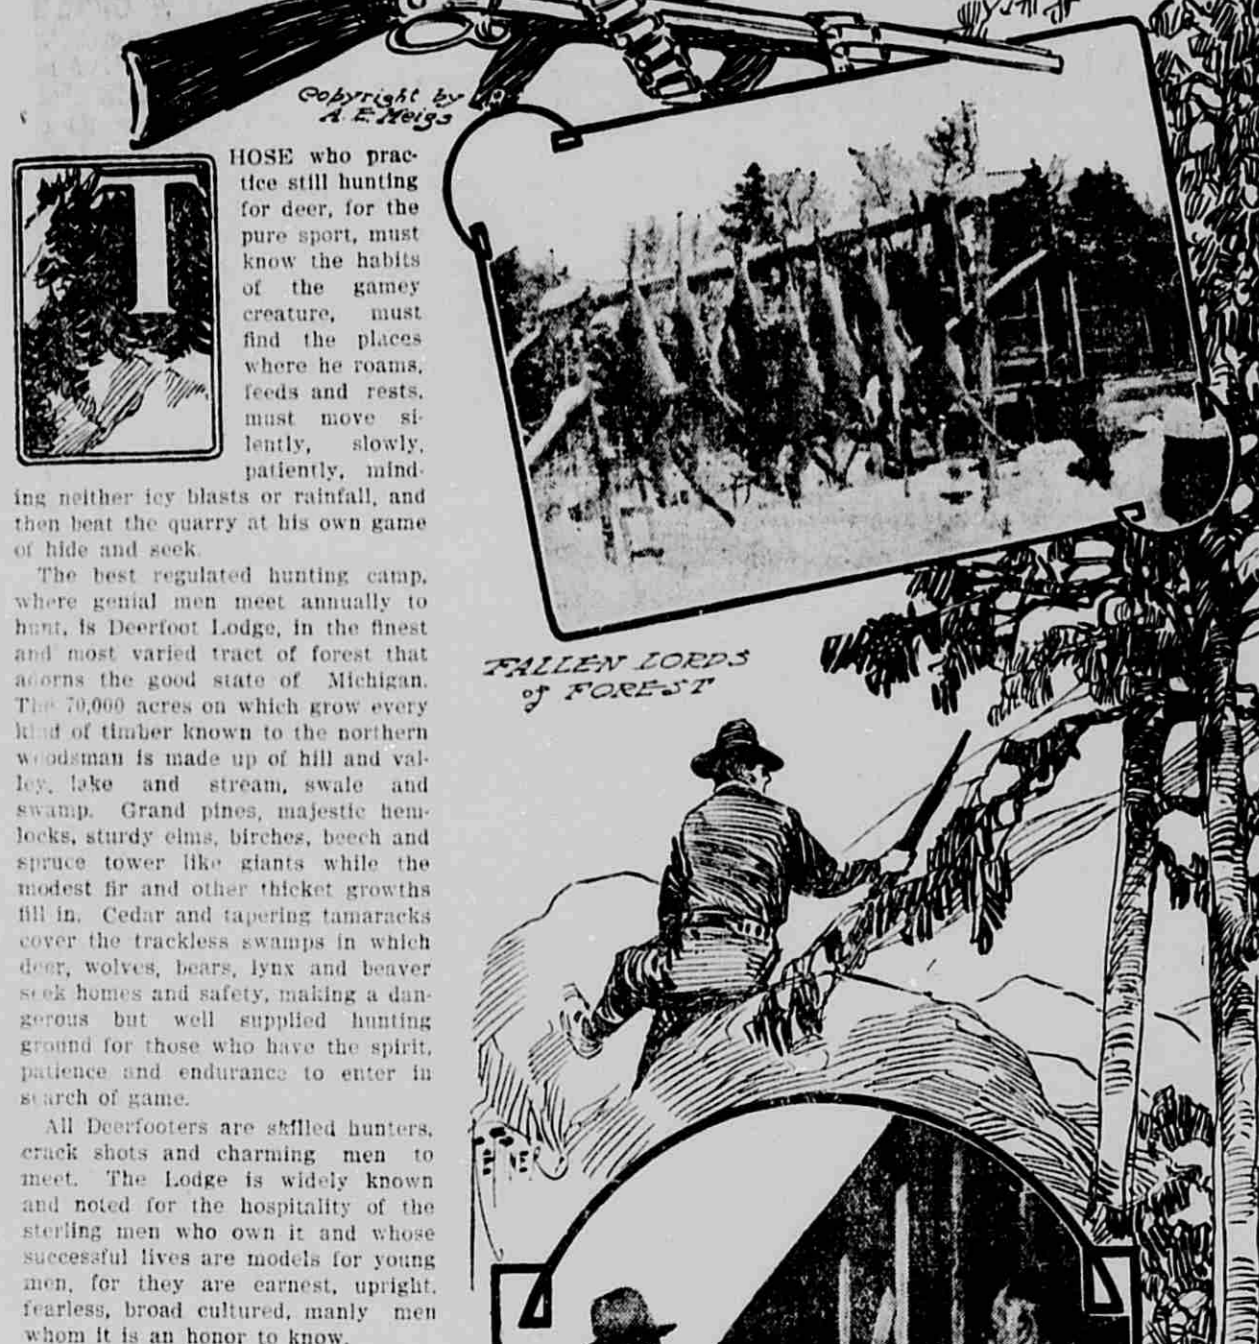 Copyright by
A. E. Meigs
THOSE who prac-
tice still hunting
for deer, for the
pure sport, must
know the habits
of the gamey
creature, must
find the places
where he roams,
feeds and rests,
must move si-
lently, slowly,
patiently, mind-
ing neither icy blasts or rainfall, and
then beat the quarry at his own game
of hide and seek.
The best regulated hunting camp,
where genial men meet annually to
hunt, is Deerfoot Lodge, in the finest
and most varied tract of forest that
adorns the good state of Michigan.
The 70,000 acres on which grow every
kind of timber known to the northern
woodsman is made up of hill and val-
ley, lake and stream, swale and
swamp. Grand pines, majestic hem-
locks, sturdy elms, birches, beech and
spruce tower like giants while the
modest fir and other thicket growths
fill in. Cedar and tapering tamaracks
cover the trackless swamps in which
deer, wolves, bears, lynx and beaver
seek homes and safety, making a dan-
gerous but well supplied hunting
ground for those who have the spirit,
patience and endurance to enter in
search of game.
All Deerfooters are skilled hunters,
crack shots and charming men to
meet. The Lodge is widely known
and noted for the hospitality of the
sterling men who own it and whose
successful lives are models for young
men, for they are earnest, upright,
fearless, broad cultured, manly men
whom it is an honor to know.
FALLEN LORDS
of FOREST